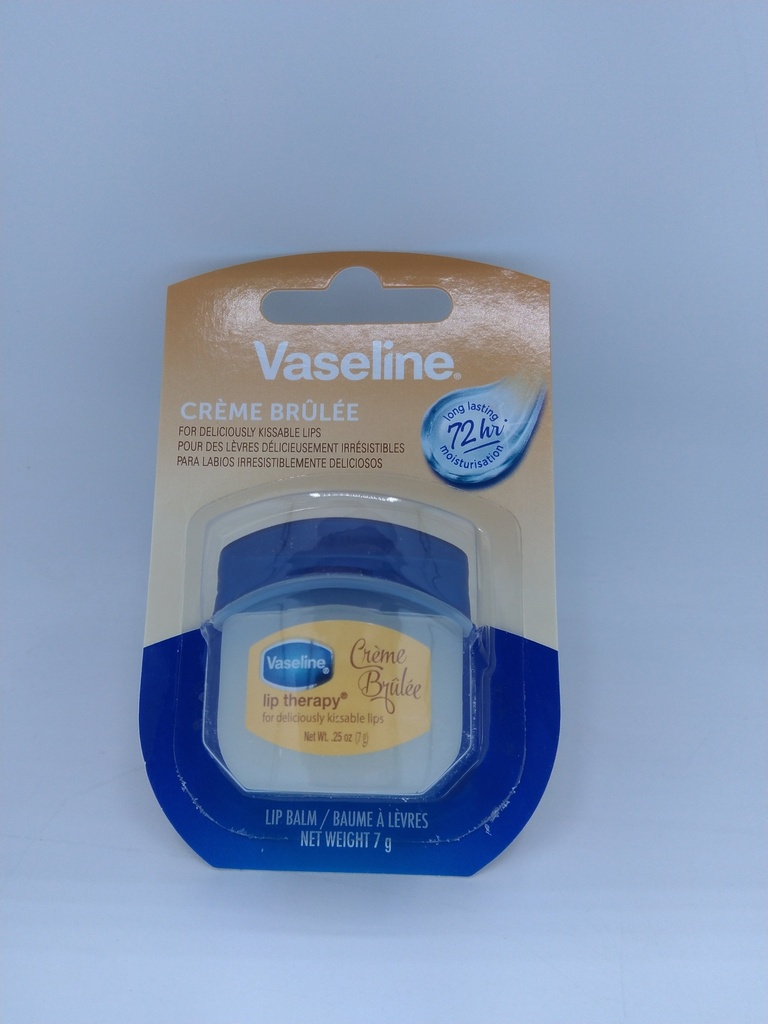 Vaseline®
CRÈME BRÛLÉE
FOR DELICIOUSLY KISSABLE LIPS
POUR DES LÈVRES DÉLICIEUSEMENT IRRÉSISTIBLES
PARA LABIOS IRRESISTIBLEMENTE DELICIOSOS
long lasting
72 hr
moisturisation
Vaseline®
Crème
Brûlée
lip therapy®
for deliciously kissable lips
Net Wt. .25 oz (7 g)
LIP BALM / BAUME À LÈVRES
NET WEIGHT 7 g